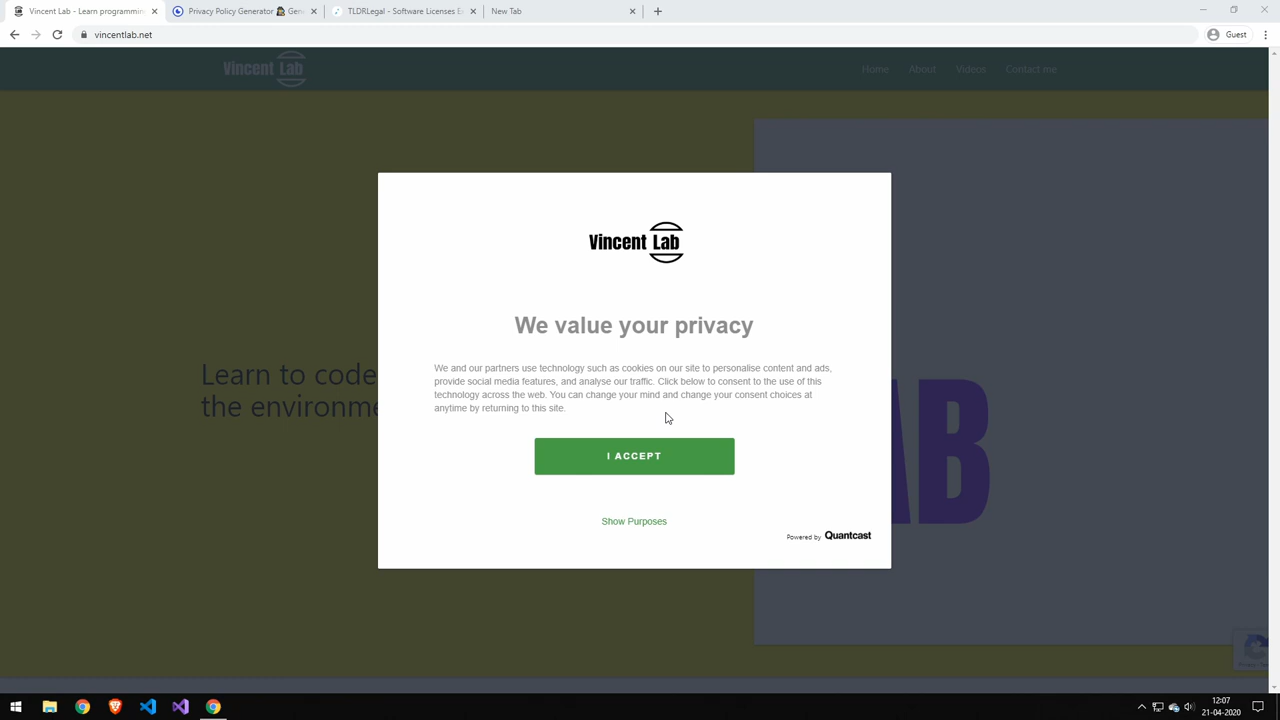 Vincent Lab - Learn programmin
Privacy Policy Generator
Gene
TLDRLegal - Software Licenses E
New Tab
vincentlab.net
Guest
Vincent Lab
Home
About
Videos
Contact me
Vincent Lab
We value your privacy
We and our partners use technology such as cookies on our site to personalise content and ads,
provide social media features, and analyse our traffic. Click below to consent to the use of this
technology across the web. You can change your mind and change your consent choices at
anytime by returning to this site.
Learn to code
the environme
AB
I ACCEPT
Show Purposes
Powered by Quantcast
12:07
21-04-2020